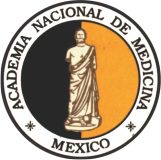 ACADEMIA NACIONAL DE MEDICINA
* MEXICO *